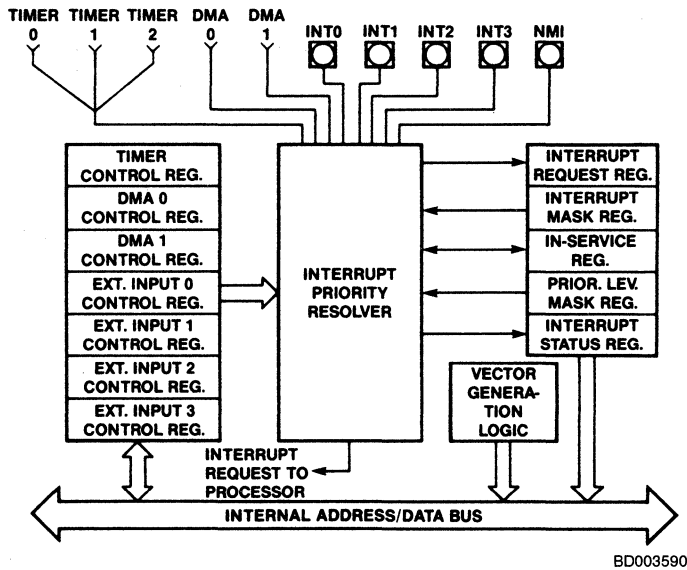 TIMER TIMER TIMER DMA DMA
0 1 2 0 1
INT0 INT1 INT2 INT3 NMI
TIMER
CONTROL REG.
DMA 0
CONTROL REG.
DMA 1
CONTROL REG.
EXT. INPUT 0
CONTROL REG.
EXT. INPUT 1
CONTROL REG.
EXT. INPUT 2
CONTROL REG.
EXT. INPUT 3
CONTROL REG.
INTERRUPT
PRIORITY
RESOLVER
INTERRUPT
REQUEST REG.
INTERRUPT
MASK REG.
IN-SERVICE
REG.
PRIOR. LEV.
MASK REG.
INTERRUPT
STATUS REG.
VECTOR
GENERA-
TION
LOGIC
INTERRUPT
REQUEST TO
PROCESSOR
INTERNAL ADDRESS/DATA BUS
BD003590